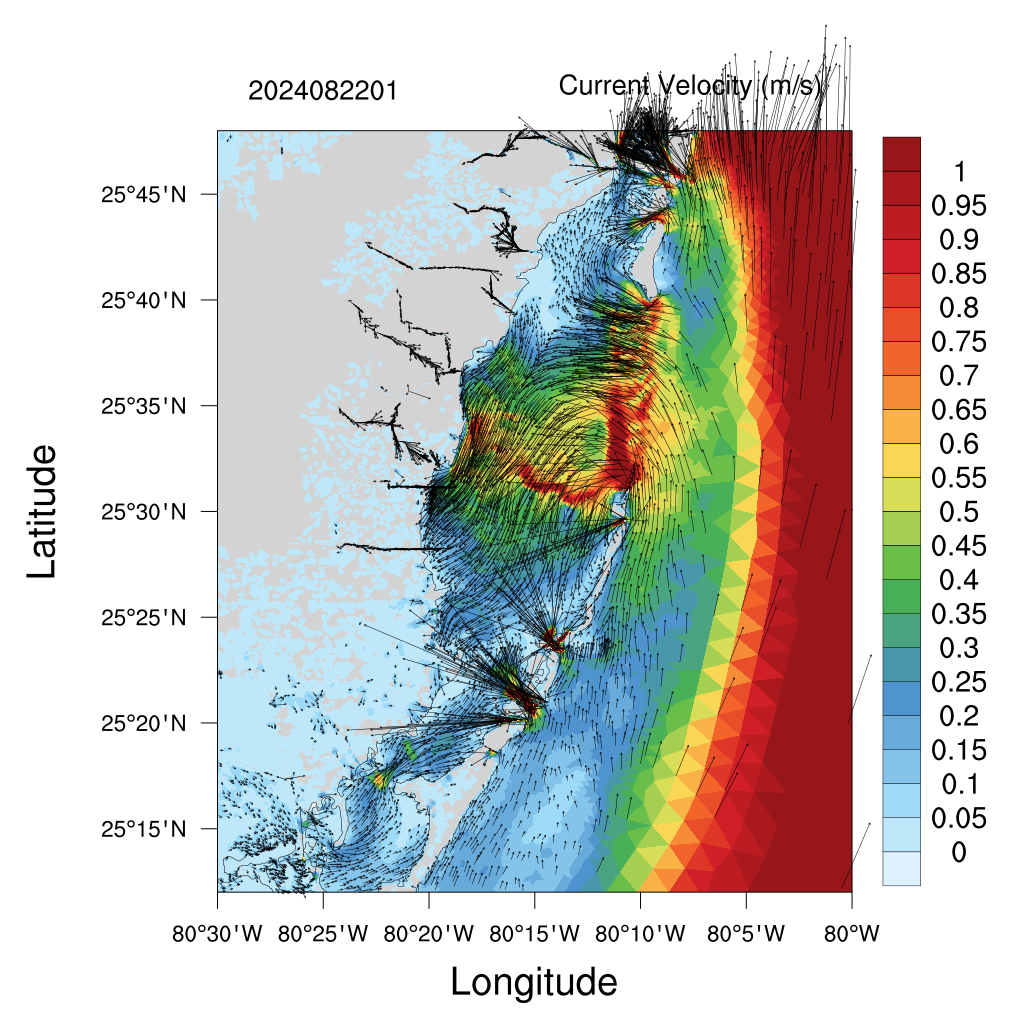 2024082201
Current Velocity (m/s)
25°45'N
25°40'N
25°35'N
25°30'N
25°25'N
25°20'N
25°15'N
Latitude
80°30'W 80°25'W 80°20'W 80°15'W 80°10'W 80°5'W 80°W
Longitude
1
0.95
0.9
0.85
0.8
0.75
0.7
0.65
0.6
0.55
0.5
0.45
0.4
0.35
0.3
0.25
0.2
0.15
0.1
0.05
0